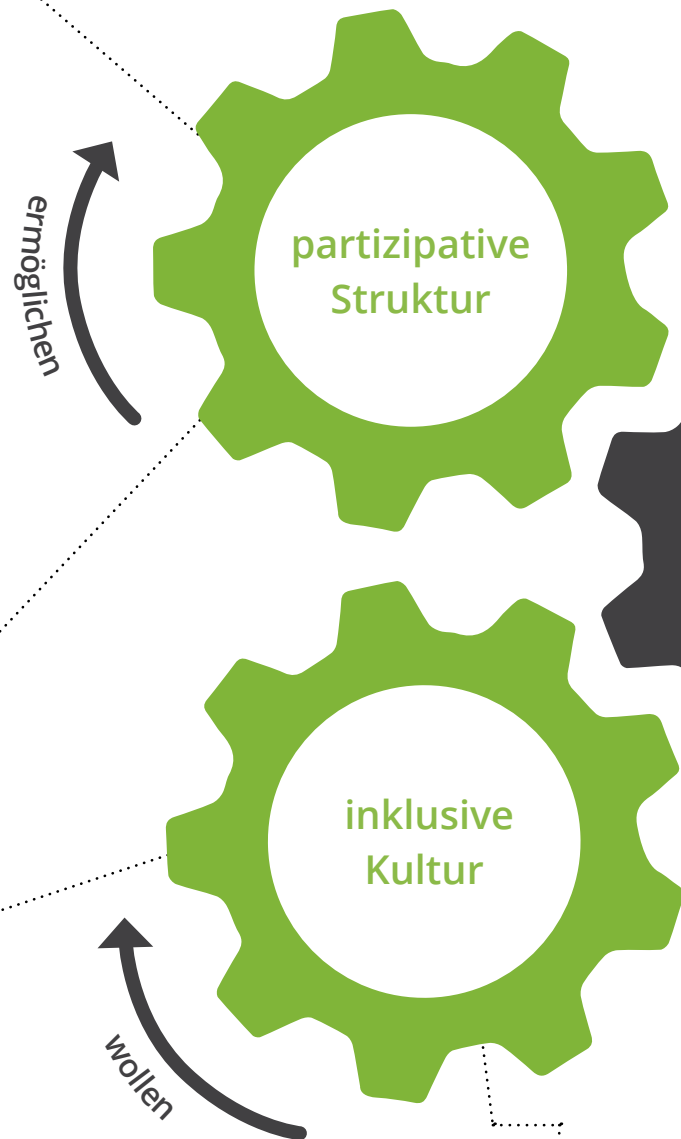 partizipative
Struktur
ermöglichen
inklusive
Kultur
wollen